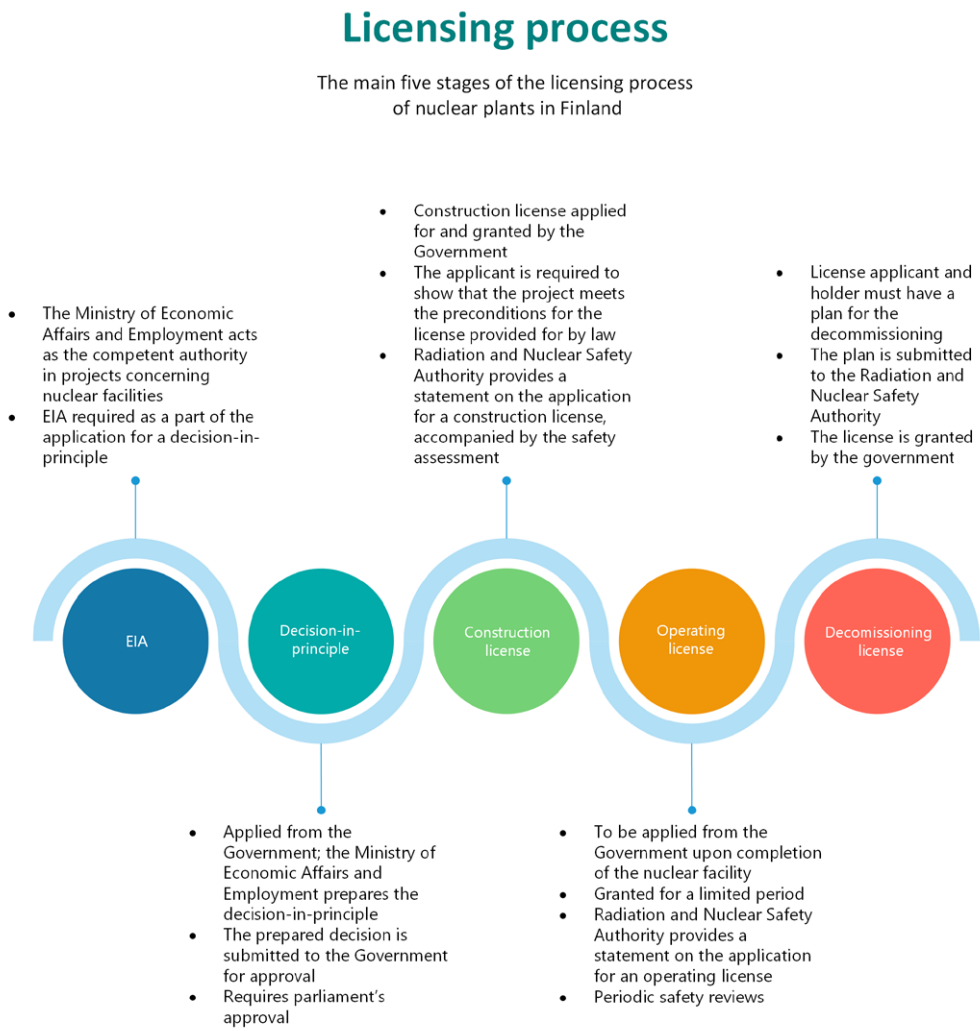 Licensing process
The main five stages of the licensing process
of nuclear plants in Finland
• The Ministry of Economic
Affairs and Employment acts
as the competent authority
in projects concerning
nuclear facilities
• EIA required as a part of the
application for a decision-in-
principle
• Construction license applied
for and granted by the
Government
• The applicant is required to
show that the project meets
the preconditions for the
license provided for by law
• Radiation and Nuclear Safety
Authority provides a
statement on the application
for a construction license,
accompanied by the safety
assessment
• License applicant and
holder must have a
plan for the
decommissioning
• The plan is submitted
to the Radiation and
Nuclear Safety
Authority
• The license is granted
by the government
EIA
Decision-in-
principle
Construction
license
Operating
license
Decomissioning
license
• Applied from the
Government; the Ministry of
Economic Affairs and
Employment prepares the
decision-in-principle
• The prepared decision is
submitted to the Government
for approval
• Requires parliament's
approval
• To be applied from the
Government upon completion
of the nuclear facility
• Granted for a limited period
• Radiation and Nuclear Safety
Authority provides a
statement on the application
for an operating license
• Periodic safety reviews